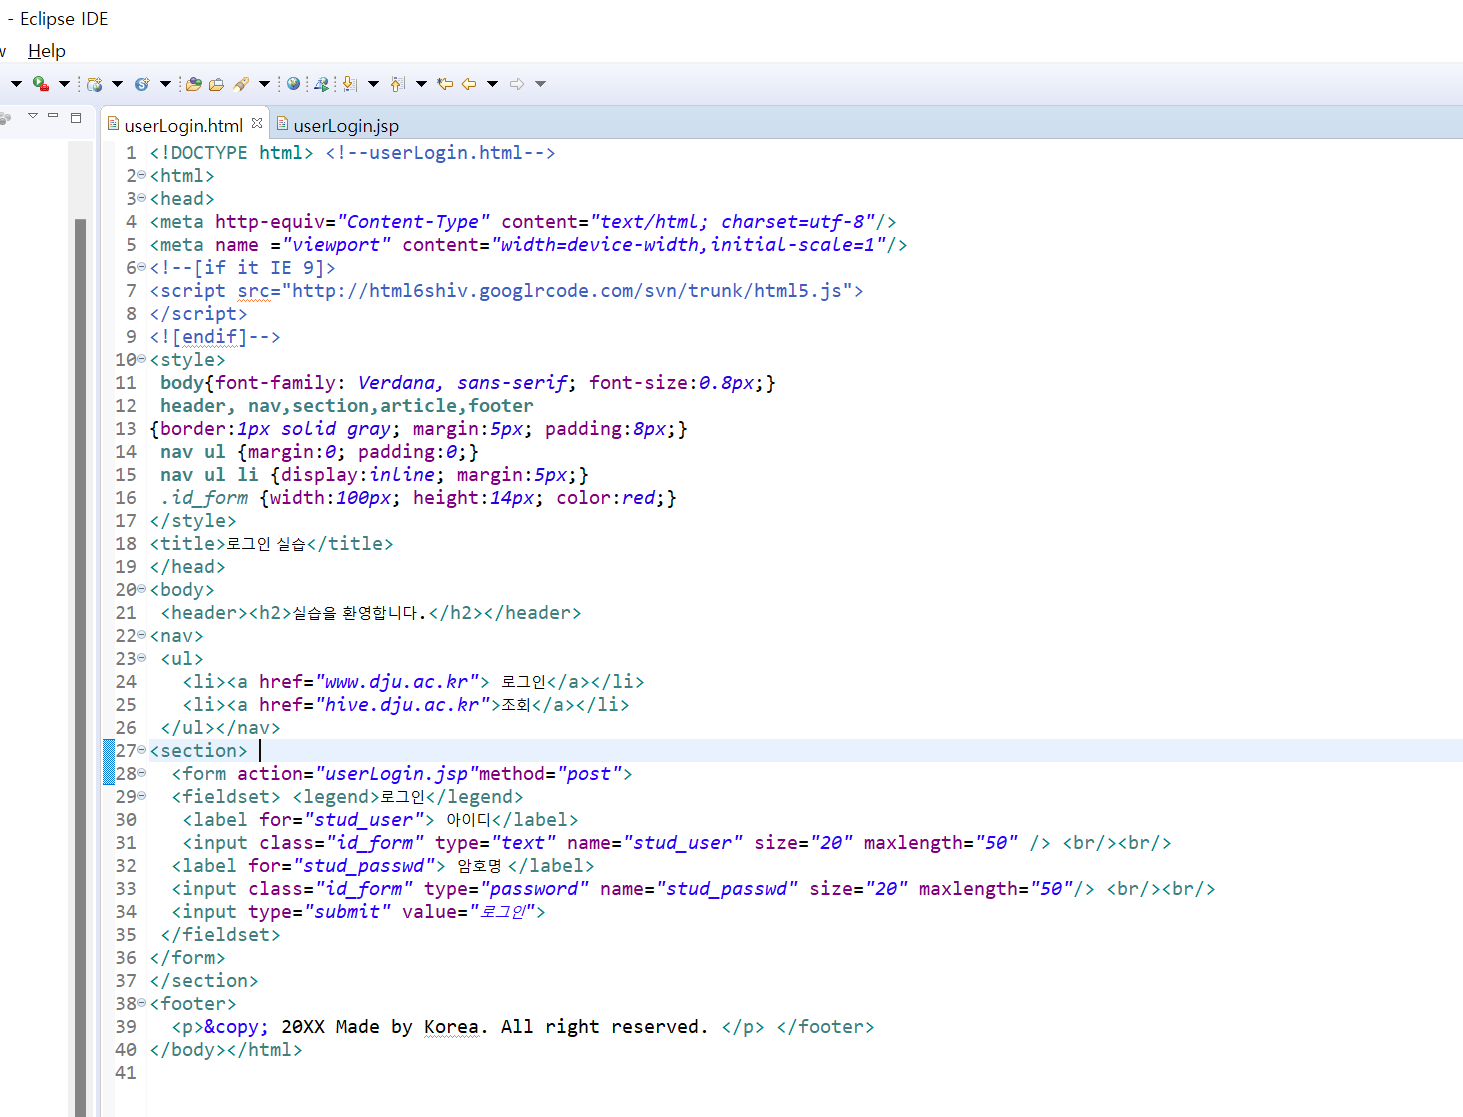 - Eclipse IDE
w Help
userLogin.html userLogin.jsp
1 <!DOCTYPE html> <!--userLogin.html-->
2 <html>
3 <head>
4 <meta http-equiv="Content-Type" content="text/html; charset=utf-8"/>
5 <meta name ="viewport" content="width=device-width,initial-scale=1"/>
6 <!--[if it IE 9]>
7 <script src="http://html6shiv.googlrcode.com/svn/trunk/html5.js">
8 </script>
9 <![endif]-->
10 <style>
11 body{font-family: Verdana, sans-serif; font-size:0.8px;}
12 header, nav,section,article,footer
13 {border:1px solid gray; margin:5px; padding:8px;}
14 nav ul {margin:0; padding:0;}
15 nav ul li {display:inline; margin:5px;}
16 .id_form {width:100px; height:14px; color:red;}
17 </style>
18 <title>로그인 실습</title>
19 </head>
20 <body>
21 <header><h2>실습을 환영합니다.</h2></header>
22 <nav>
23 <ul>
24 <li><a href="www.dju.ac.kr"> 로그인</a></li>
25 <li><a href="hive.dju.ac.kr">조회</a></li>
26 </ul></nav>
27 <section>
28 <form action="userLogin.jsp"method="post">
29 <fieldset> <legend>로그인</legend>
30 <label for="stud_user"> 아이디</label>
31 <input class="id_form" type="text" name="stud_user" size="20" maxlength="50" /> <br/><br/>
32 <label for="stud_passwd"> 암호명 </label>
33 <input class="id_form" type="password" name="stud_passwd" size="20" maxlength="50"/> <br/><br/>
34 <input type="submit" value="로그인">
35 </fieldset>
36 </form>
37 </section>
38 <footer>
39 <p>&copy; 20XX Made by Korea. All right reserved. </p> </footer>
40 </body></html>
41